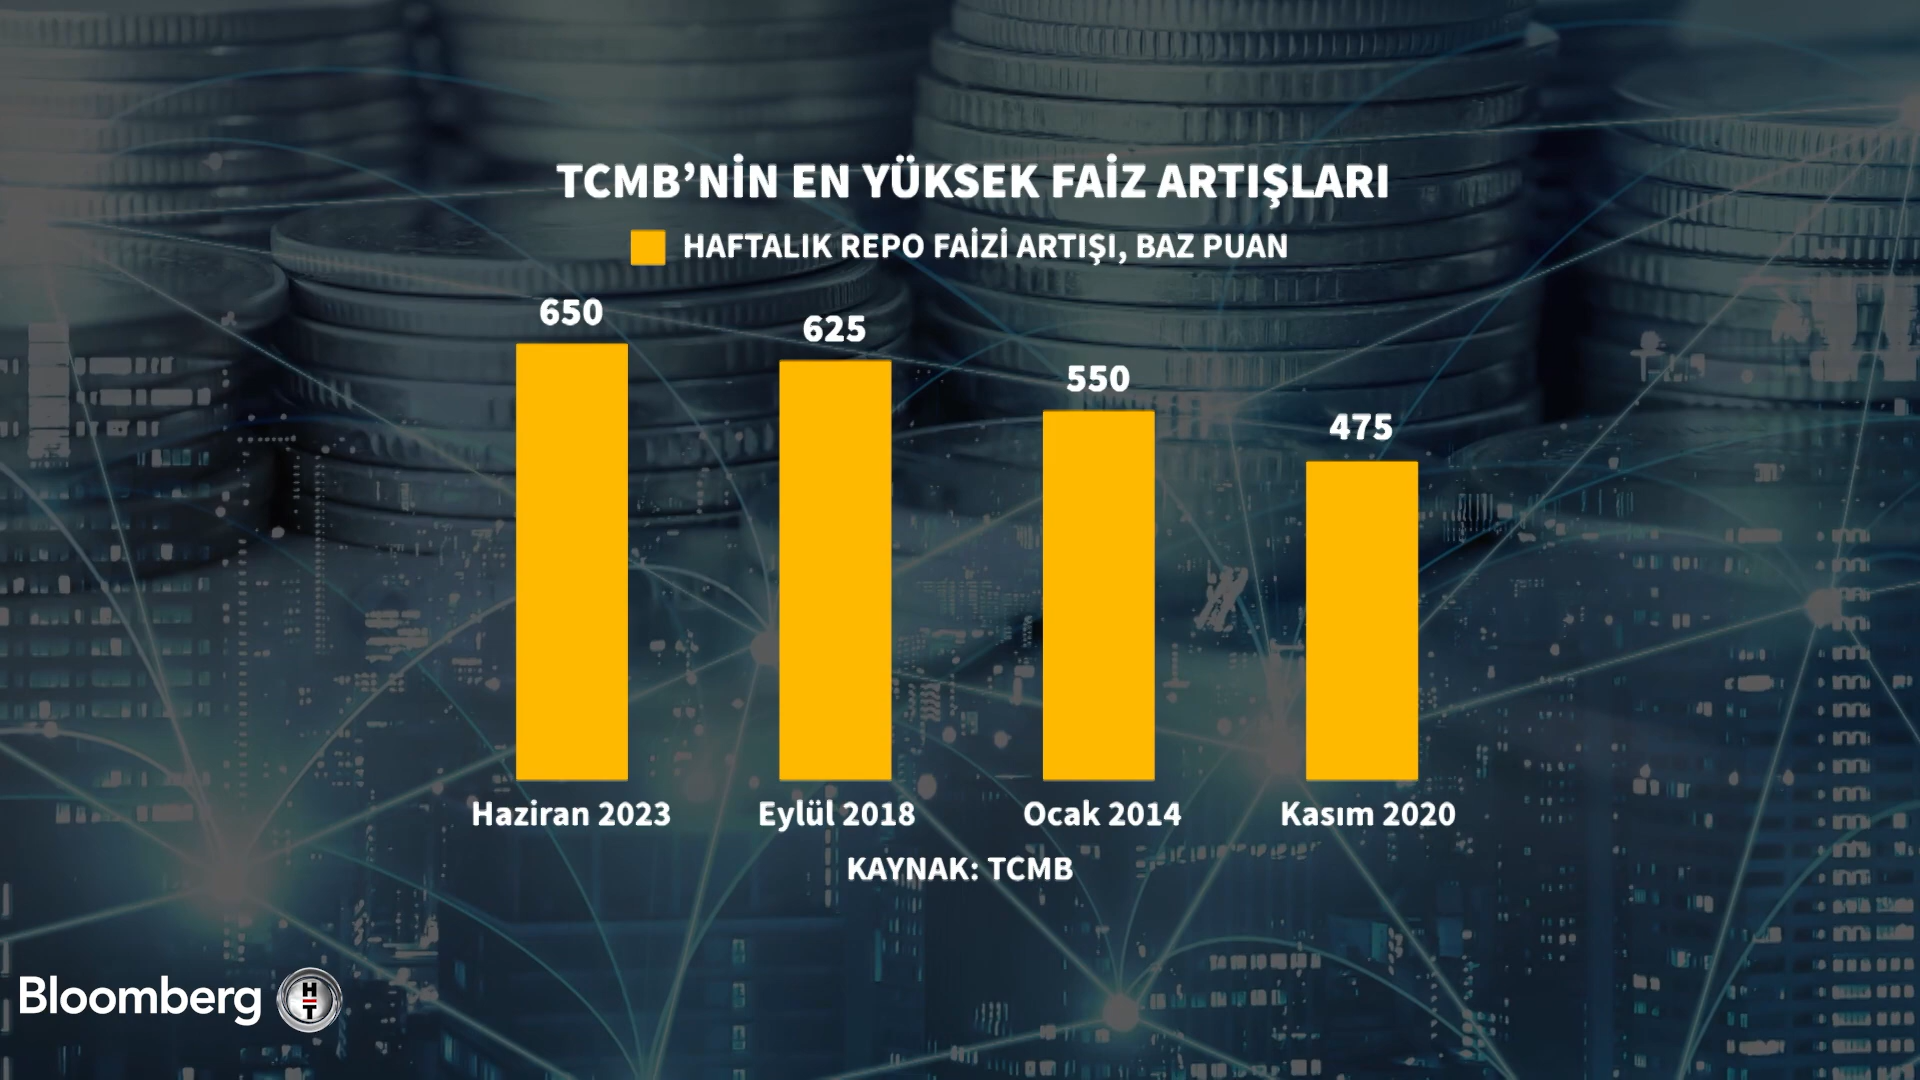 TCMB’NİN EN YÜKSEK FAİZ ARTIŞLARI
HAFTALIK REPO FAİZİ ARTIŞI, BAZ PUAN
650
625
550
475
Haziran 2023
Eylül 2018
Ocak 2014
Kasım 2020
KAYNAK: TCMB
Bloomberg HT